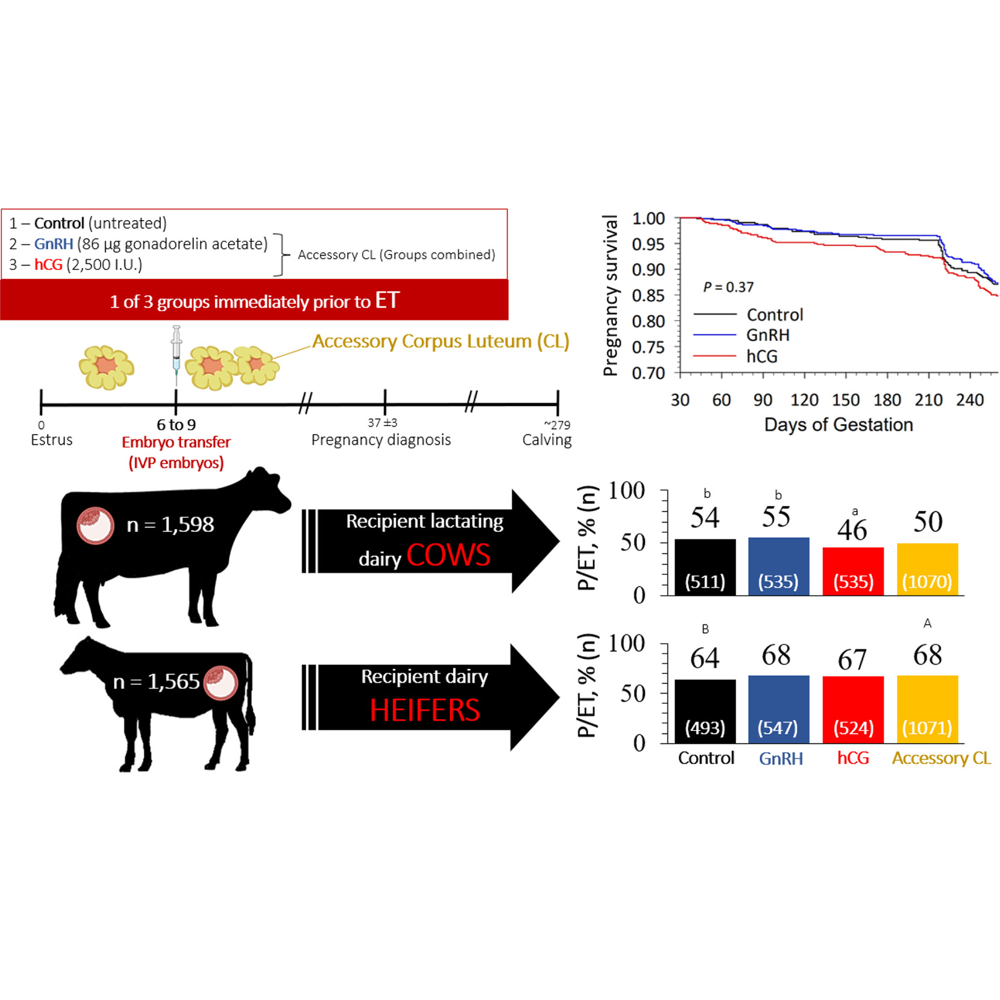 1 – Control (untreated)
2 – GnRH (86 µg gonadorelin acetate)
3 – hCG (2,500 I.U.)
Accessory CL (Groups combined)
1 of 3 groups immediately prior to ET
Accessory Corpus Luteum (CL)
0
Estrus
6 to 9
Embryo transfer
(IVP embryos)
37 ±3
Pregnancy diagnosis
~279
Calving
Pregnancy survival
1.00
0.95
0.90
0.85
0.80
0.75
0.70
P = 0.37
Control
GnRH
hCG
30 60 90 120 150 180 210 240
Days of Gestation
n = 1,598
Recipient lactating
dairy COWS
P/ET, % (n)
100
50
0
b b a
54 55 46 50
(511) (535) (535) (1070)
n = 1,565
Recipient dairy
HEIFERS
P/ET, % (n)
100
50
0
B A
64 68 67 68
(493) (547) (524) (1071)
Control GnRH hCG Accessory CL